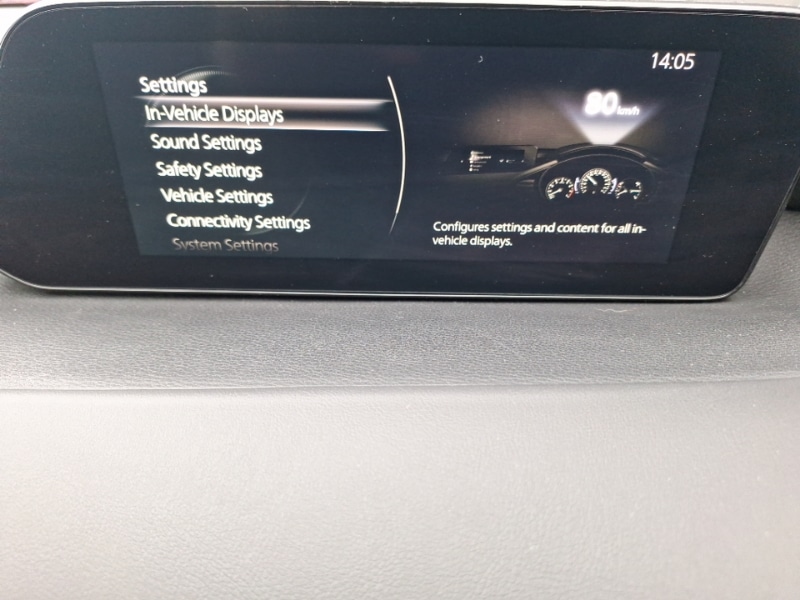 14:05
Settings
In-Vehicle Displays
Sound Settings
Safety Settings
Vehicle Settings
Connectivity Settings
System Settings
80 km/h
Configures settings and content for all in-
vehicle displays.